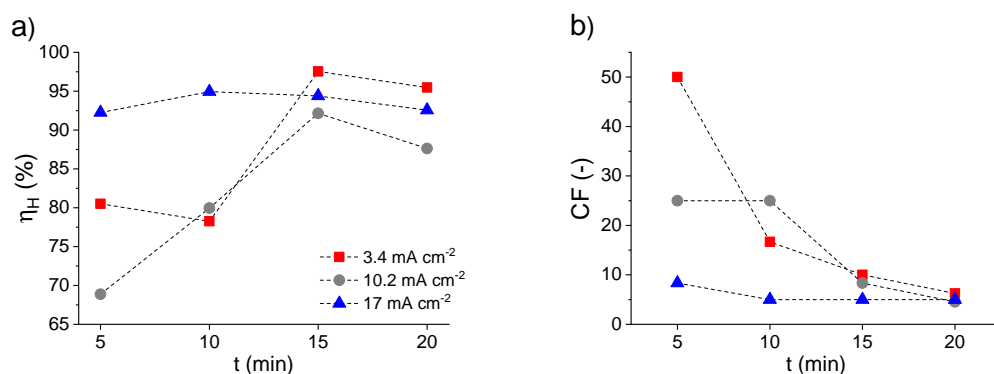 a)
100
95
90
85
80
75
70
65
η_H (%)
5 10 15 20
t (min)
3.4 mA cm⁻²
10.2 mA cm⁻²
17 mA cm⁻²
b)
50
40
30
20
10
0
CF (-)
5 10 15 20
t (min)